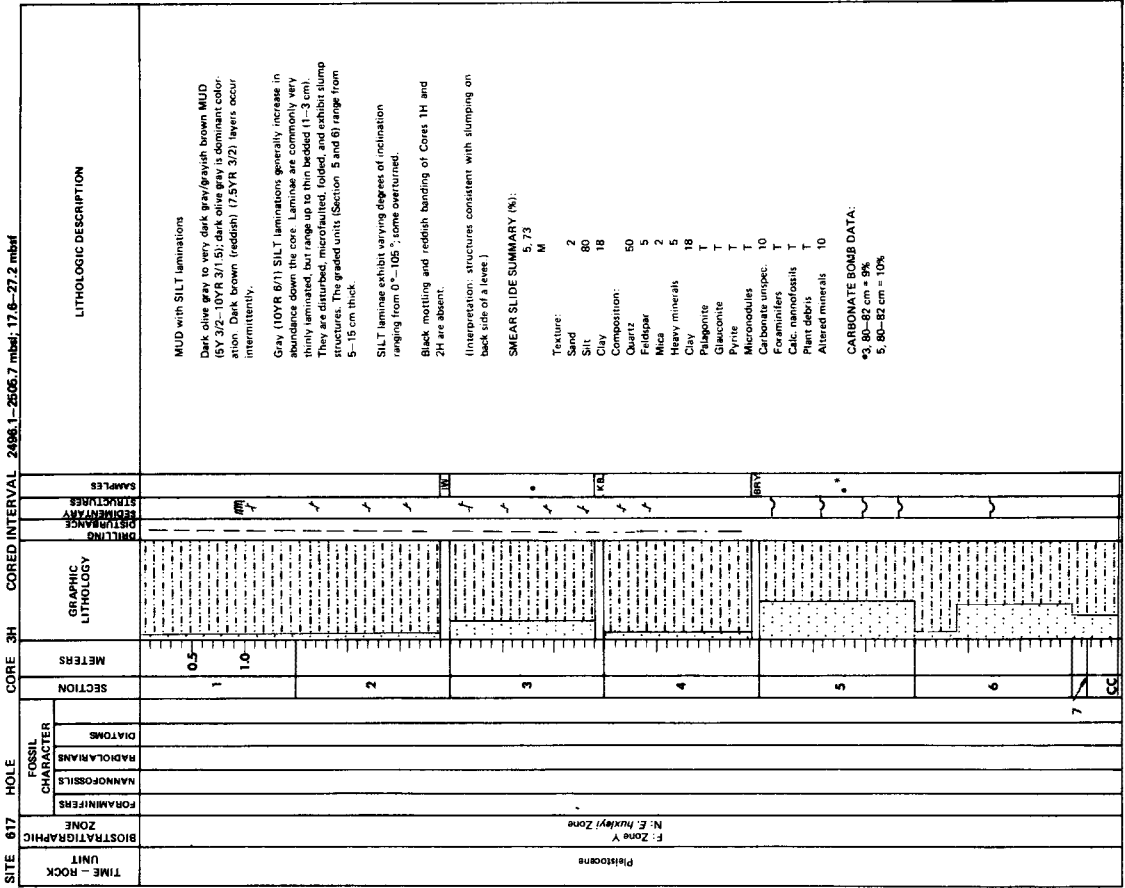 SITE 617 HOLE CORE 3H CORED INTERVAL 2496.1–2505.7 mbsl; 17.6–27.2 mbsf
TIME – ROCK
UNIT
BIOSTRATIGRAPHIC
ZONE
FOSSIL
CHARACTER
FORAMINIFERS
NANNOFOSSILS
RADIOLARIANS
DIATOMS
SECTION
METERS
GRAPHIC
LITHOLOGY
DRILLING
DISTURBANCE
SEDIMENTARY
STRUCTURES
SAMPLES
LITHOLOGIC DESCRIPTION
Pleistocene
F: Zone Y
N: E. huxleyi Zone
1
2
3
4
5
6
7
CC
0.5
1.0
IW
*
KB
BRY
*
*
MUD with SILT laminations
Dark olive gray to very dark gray/grayish brown MUD
(5Y 3/2–10YR 3/1.5); dark olive gray is dominant color-
ation. Dark brown (reddish) (7.5YR 3/2) layers occur
intermittently.
Gray (10YR 6/1) SILT laminations generally increase in
abundance down the core. Laminae are commonly very
thinly laminated, but range up to thin bedded (1–3 cm).
They are disturbed, microfaulted, folded, and exhibit slump
structures. The graded units (Section 5 and 6) range from
5–15 cm thick.
SILT laminae exhibit varying degrees of inclination
ranging from 0°–105°; some overturned.
Black mottling and reddish banding of Cores 1H and
2H are absent.
(Interpretation: structures consistent with slumping on
back side of a levee.)
SMEAR SLIDE SUMMARY (%):
5, 73
M
Texture:
Sand 2
Silt 80
Clay 18
Composition:
Quartz 50
Feldspar 5
Mica 2
Heavy minerals 5
Clay 18
Palagonite T
Glauconite T
Pyrite T
Micronodules T
Carbonate unspec. 10
Foraminifers T
Calc. nannofossils T
Plant debris T
Altered minerals 10
CARBONATE BOMB DATA:
*3, 80–82 cm = 9%
5, 80–82 cm = 10%